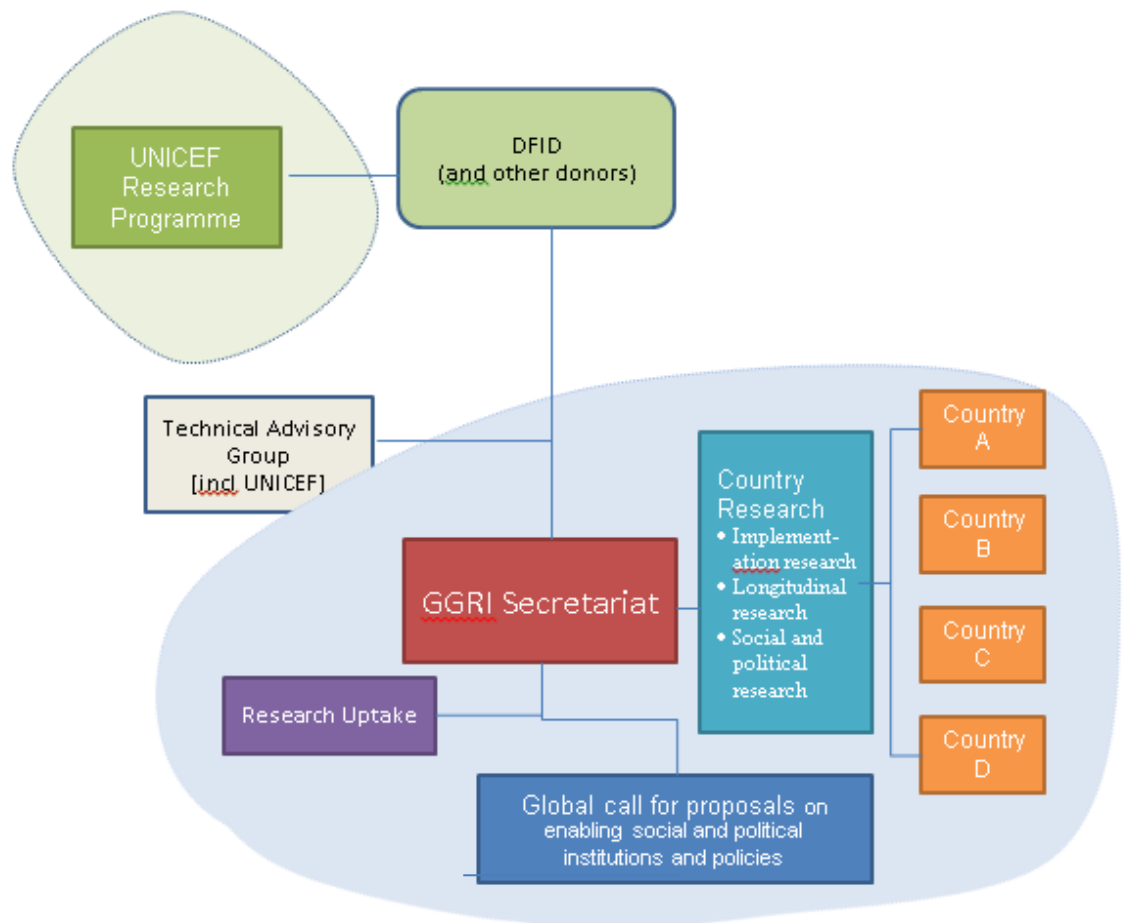 UNICEF
Research
Programme
DFID
(and other donors)
Technical Advisory
Group
[incl UNICEF]
GGRI Secretariat
Country
Research
• Implement-
ation research
• Longitudinal
research
• Social and
political
research
Country
A
Country
B
Country
C
Country
D
Research Uptake
Global call for proposals on
enabling social and political
institutions and policies